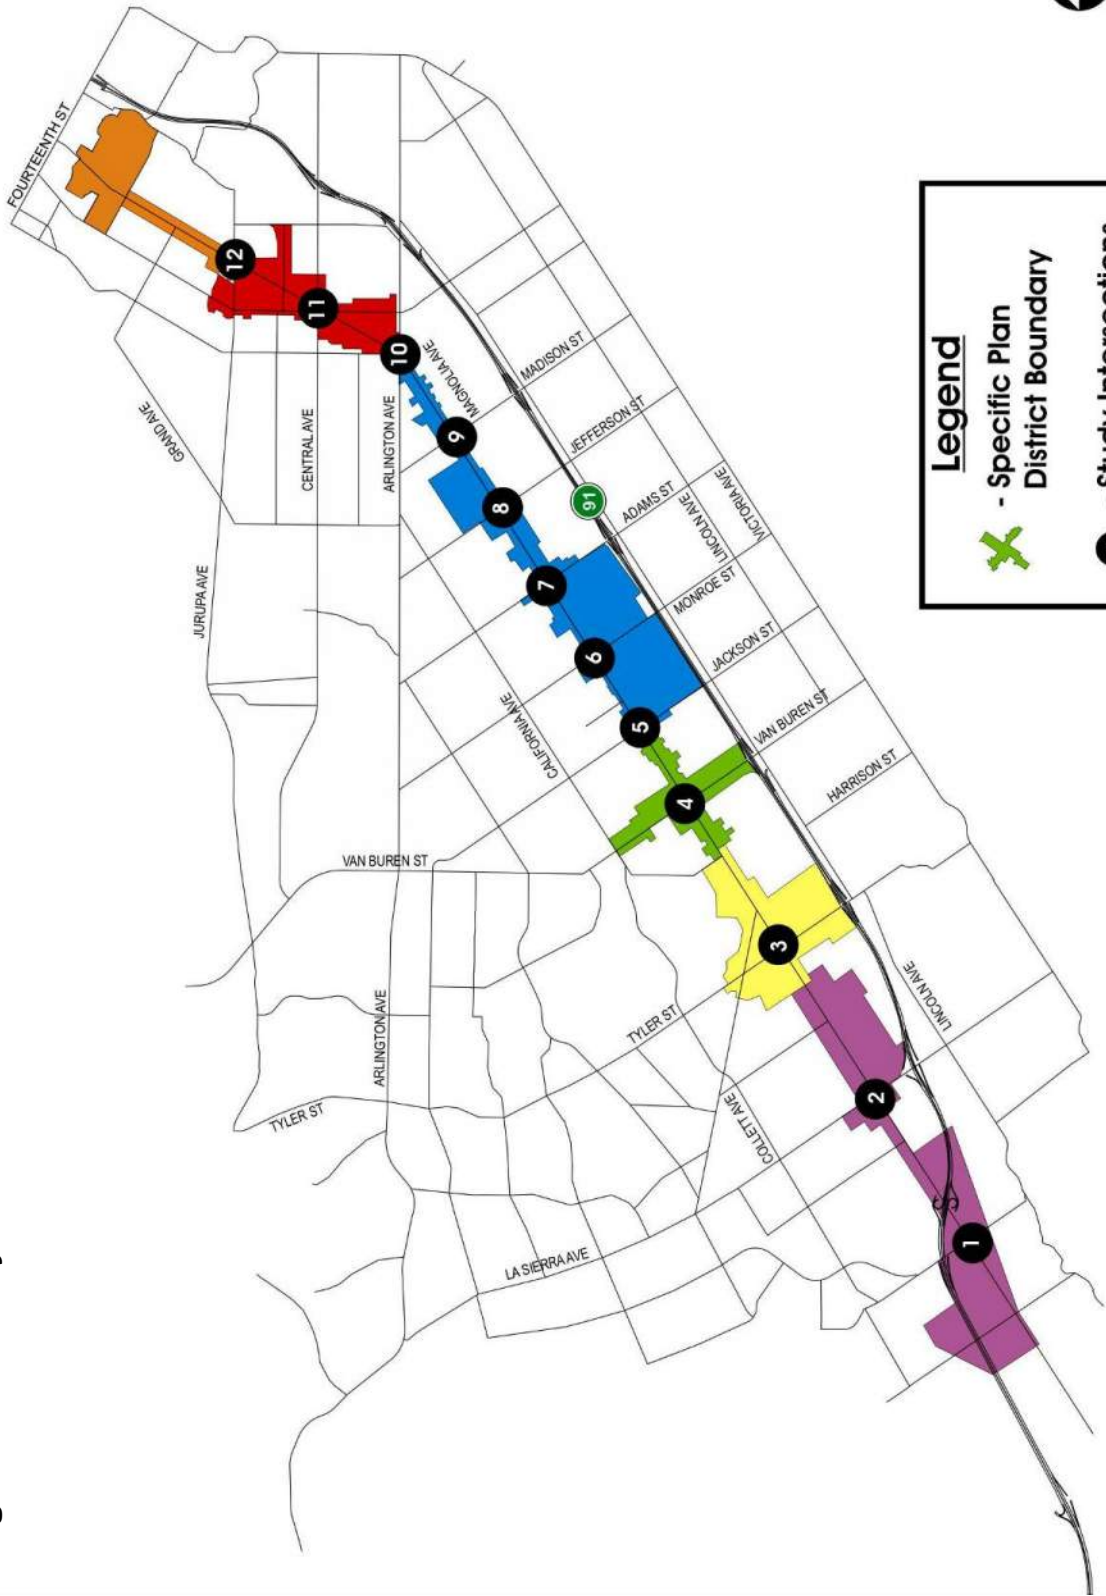 FOURTEENTH ST
12
11
10
MAGNOLIA AVE
MADISON ST
GRAND AVE
CENTRAL AVE
ARLINGTON AVE
9
JEFFERSON ST
8
91
ADAMS ST
LINCOLN AVE
VICTORIA AVE
JURUPA AVE
7
MONROE ST
6
JACKSON ST
CALIFORNIA AVE
5
VAN BUREN ST
4
HARRISON ST
VAN BUREN ST
3
LINCOLN AVE
ARLINGTON AVE
TYLER ST
TYLER ST
2
COLLETT AVE
1
LA SIERRA AVE
Legend
- Specific Plan
District Boundary